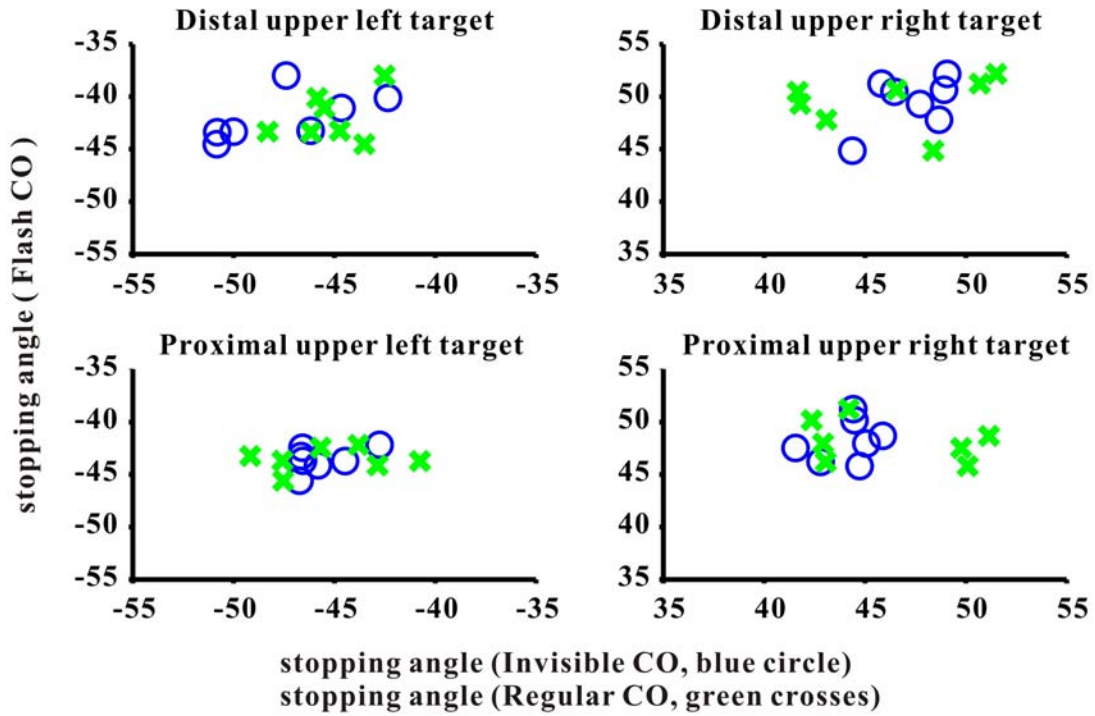 Distal upper left target
Distal upper right target
-35
-40
-45
-50
-55
-55 -50 -45 -40 -35
55
50
45
40
35
40 45 50 55
Proximal upper left target
Proximal upper right target
-35
-40
-45
-50
-55
-55 -50 -45 -40 -35
55
50
45
40
35
35 40 45 50 55
stopping angle ( Flash CO )
stopping angle (Invisible CO, blue circle)
stopping angle (Regular CO, green crosses)